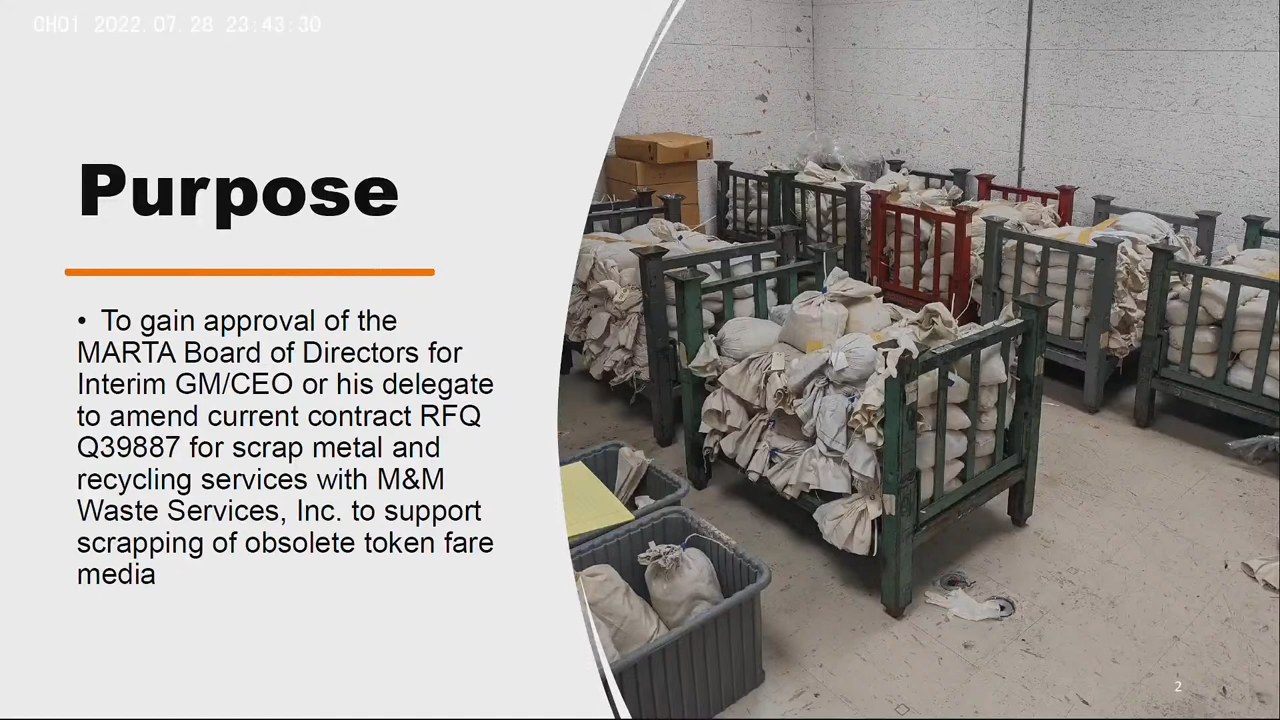 CH01 2022.07.28 23:43:30
Purpose
• To gain approval of the
MARTA Board of Directors for
Interim GM/CEO or his delegate
to amend current contract RFQ
Q39887 for scrap metal and
recycling services with M&M
Waste Services, Inc. to support
scrapping of obsolete token fare
media
2